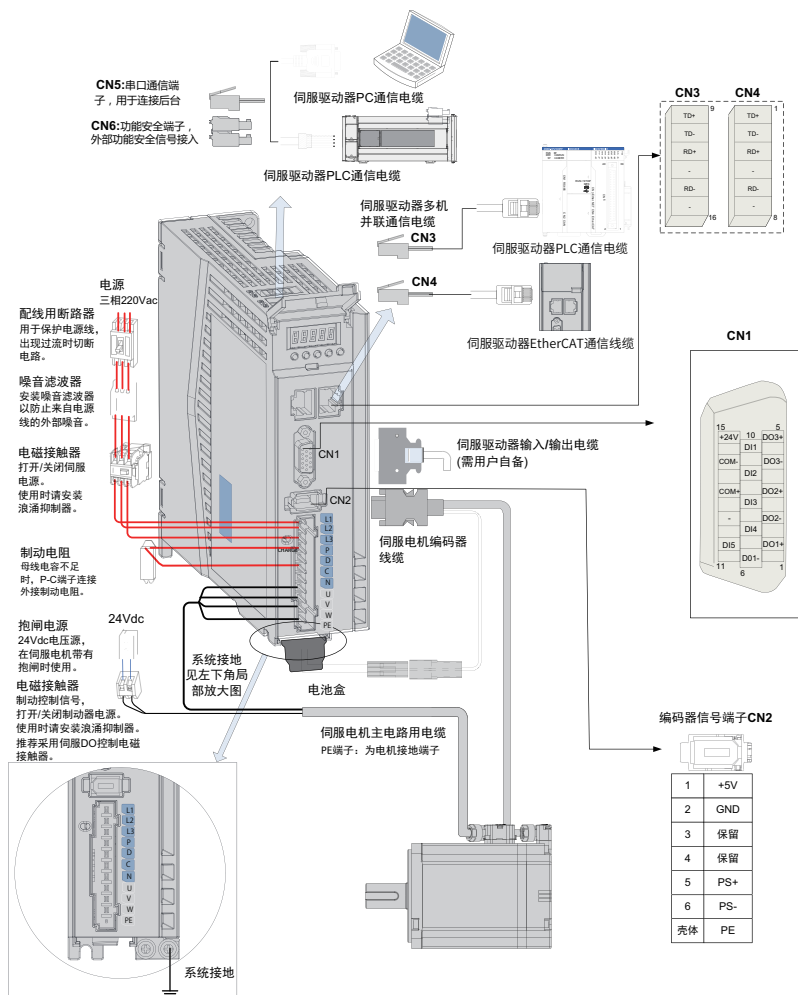 CN5:串口通信端
子，用于连接后台
CN6:功能安全端子，
外部功能安全信号接入
伺服驱动器PC通信电缆
伺服驱动器PLC通信电缆
伺服驱动器多机
并联通信电缆
CN3
伺服驱动器PLC通信电缆
CN4
伺服驱动器EtherCAT通信线缆
CN3
CN4
9
TD+
TD-
RD+
-
RD-
-
16
1
TD+
TD-
RD+
-
RD-
-
8
电源
三相220Vac
配线用断路器
用于保护电源线，
出现过流时切断
电路。
噪音滤波器
安装噪音滤波器
以防止来自电源
线的外部噪音。
电磁接触器
打开/关闭伺服
电源。
使用时请安装
浪涌抑制器。
制动电阻
母线电容不足
时，P-C端子连接
外接制动电阻。
抱闸电源
24Vdc电压源，
在伺服电机带有
抱闸时使用。
24Vdc
电磁接触器
制动控制信号，
打开/关闭制动器电源。
使用时请安装浪涌抑制器。
推荐采用伺服DO控制电磁
接触器。
CN1
CN2
CHARGE
L1
L2
L3
P
D
C
N
U
V
W
PE
伺服驱动器输入/输出电缆
(需用户自备)
伺服电机编码器
线缆
系统接地
见左下角局
部放大图
电池盒
伺服电机主电路用电缆
PE端子：为电机接地端子
CN1
15
10
5
+24V
DO3+
DI1
COM-
DO3-
DI2
COM+
DO2+
DI3
-
DO2-
DI4
DI5
DO1+
D01-
11
6
1
编码器信号端子CN2
1 +5V
2 GND
3 保留
4 保留
5 PS+
6 PS-
壳体 PE
L1
L2
L3
P
D
C
N
U
V
W
PE
系统接地